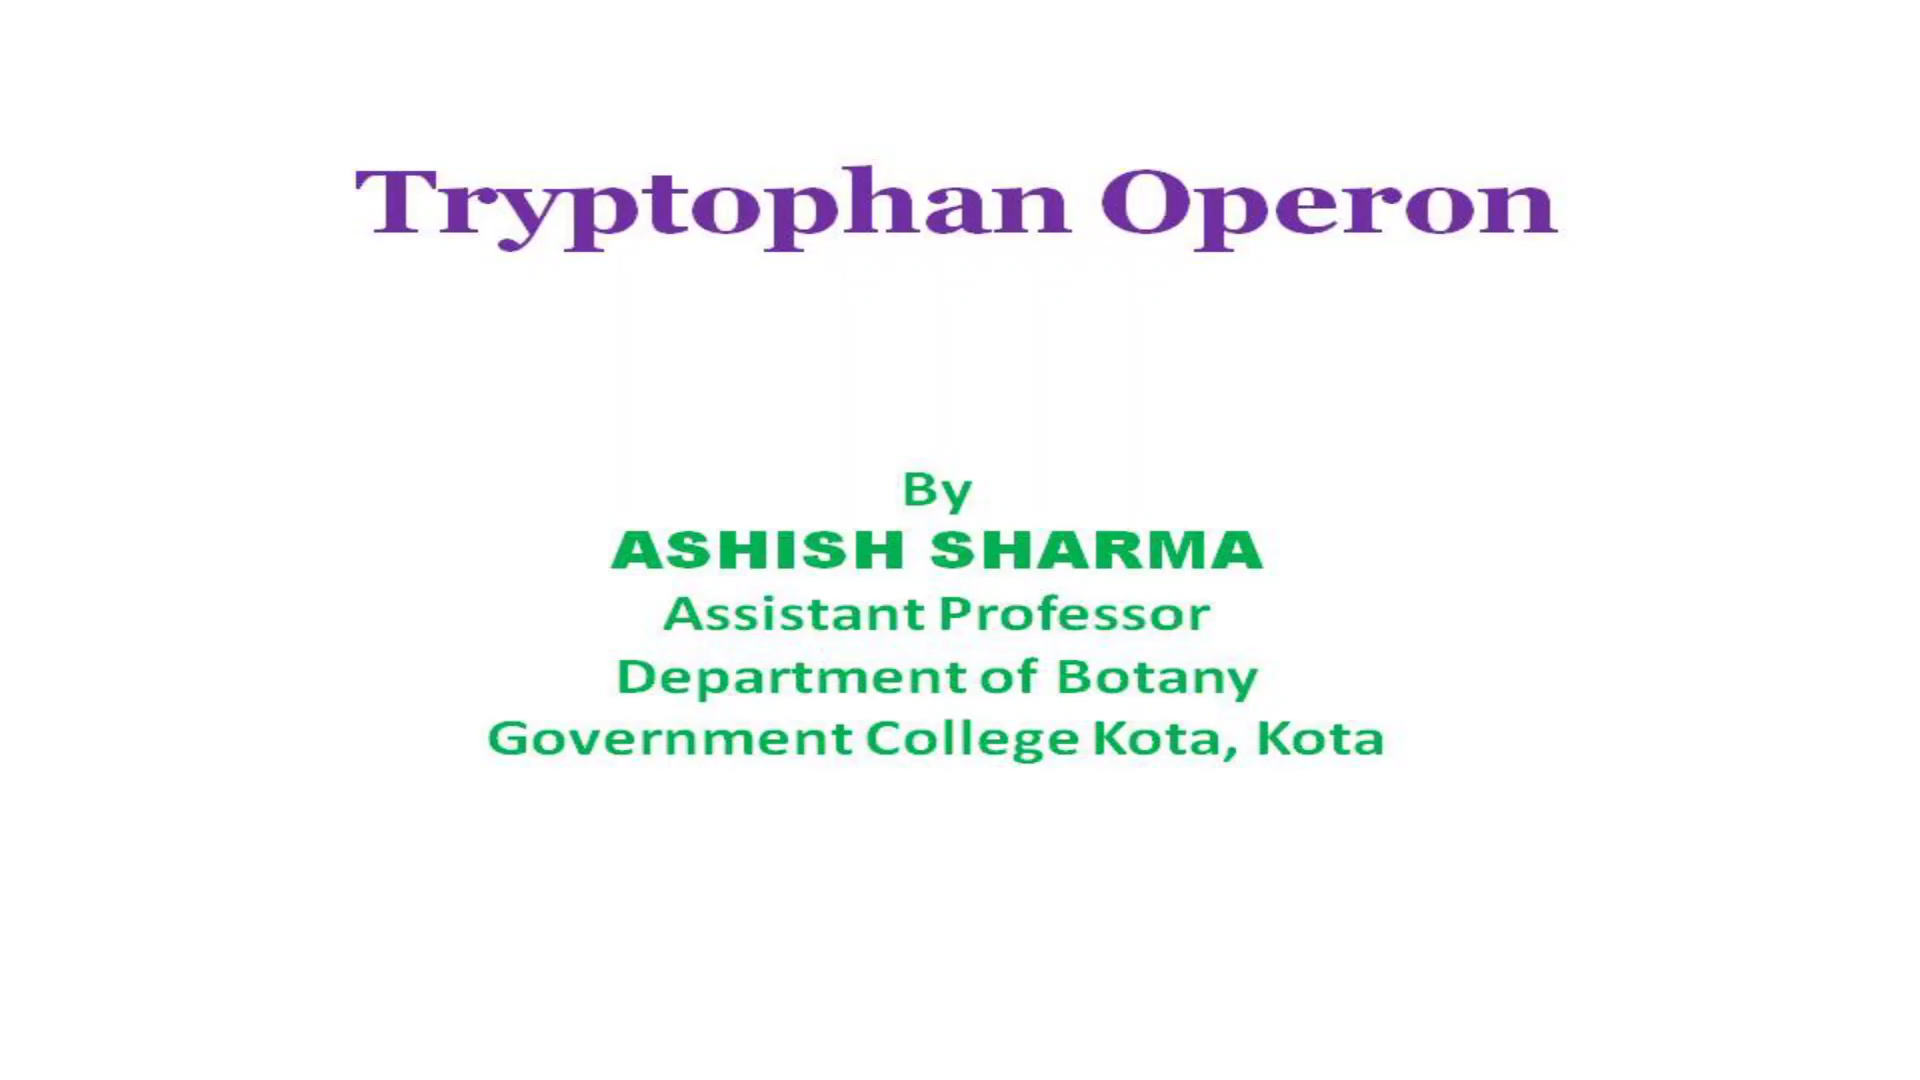 Tryptophan Operon
By
ASHISH SHARMA
Assistant Professor
Department of Botany
Government College Kota, Kota